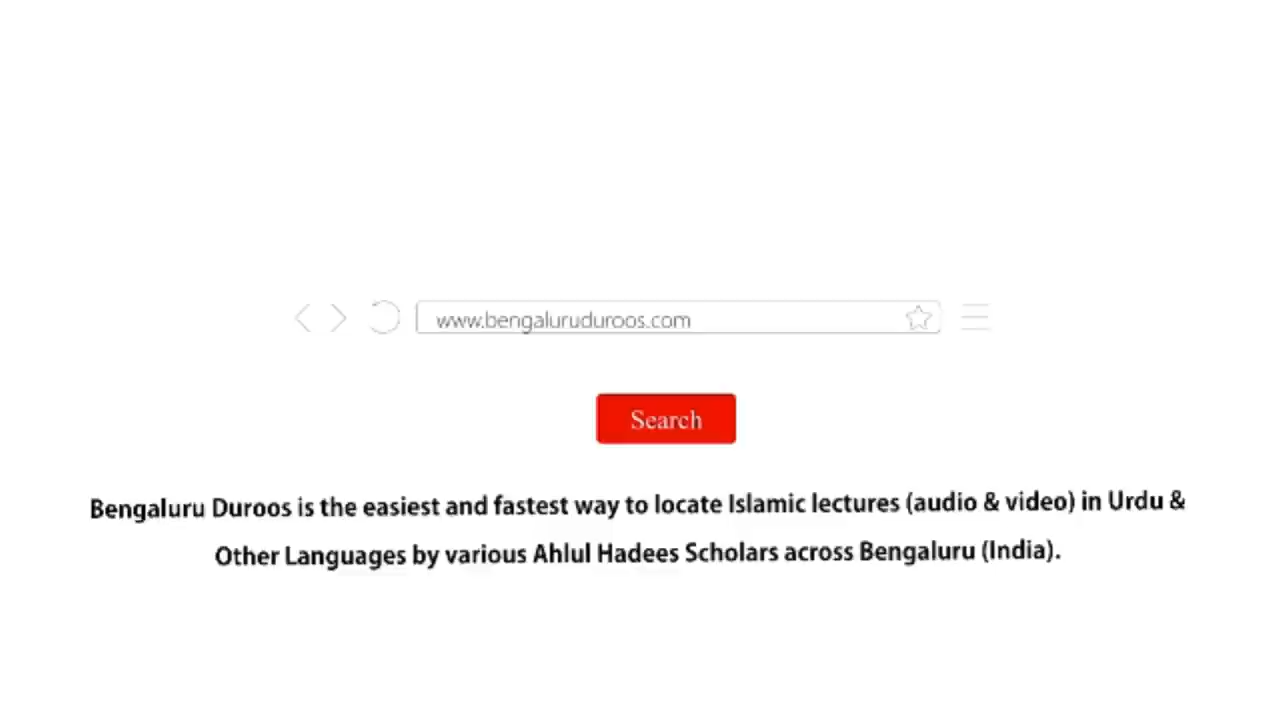 www.bengaluruduroos.com
Search
Bengaluru Duroos is the easiest and fastest way to locate Islamic lectures (audio & video) in Urdu &
Other Languages by various Ahlul Hadees Scholars across Bengaluru (India).